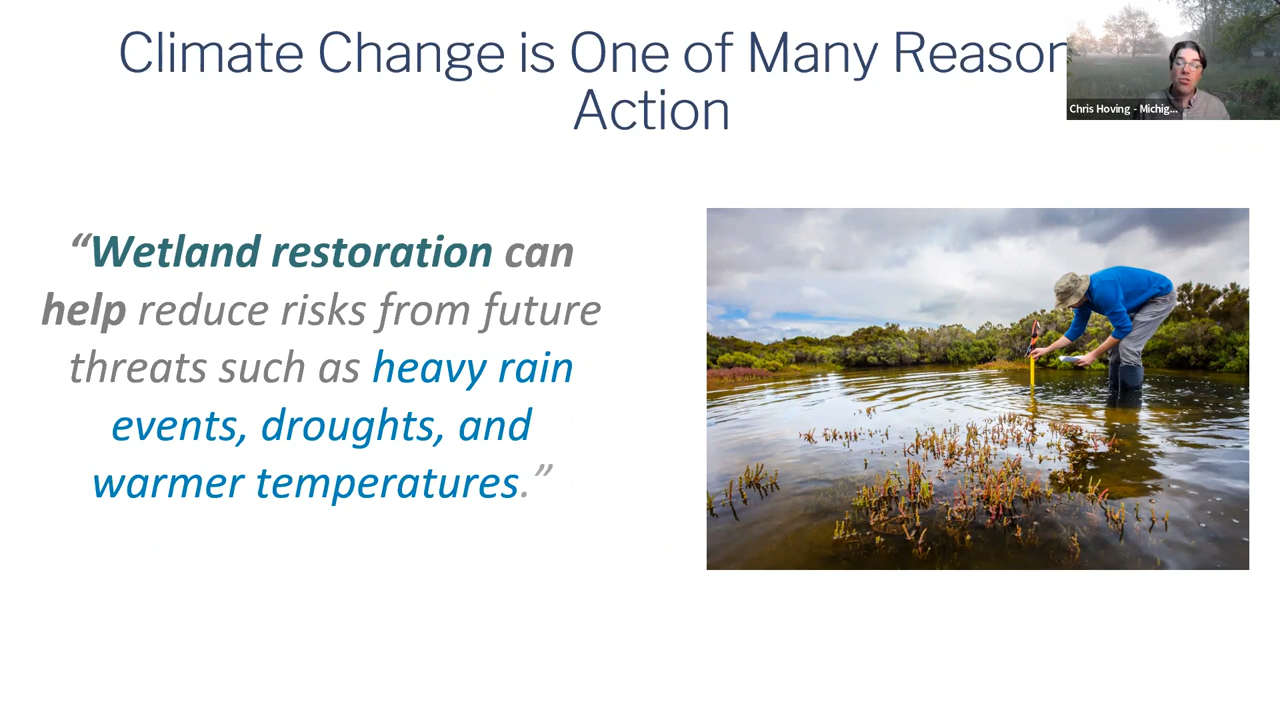 Climate Change is One of Many Reason
Action
Chris Hoving - Michig...
“Wetland restoration can
help reduce risks from future
threats such as heavy rain
events, droughts, and
warmer temperatures.”